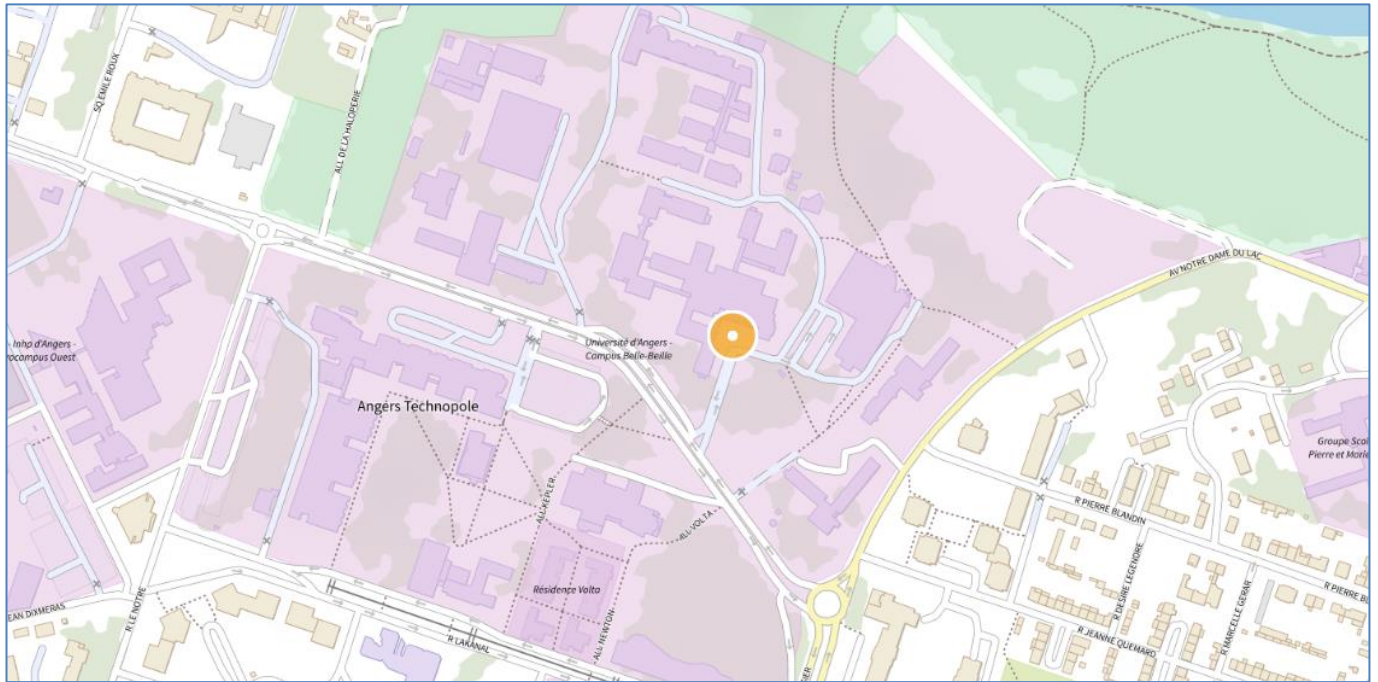 SQ EMILE ROUX
ALL DE LA HALOPERIE
AV NOTRE DAME DU LAC
Inhp d'Angers -
rocampus Ouest
Université d'Angers -
Campus Belle-Beille
Angers Technopole
Groupe Scol
Pierre et Marie
R PIERRE BLANDIN
ALL KEPLER
ALL VOLTA
R DESIRE LEGENDRE
Résidence Volta
R PIERRE BL
EAN DIXMERAS
R LE NOTRE
R LAKANAL
ALL NEWTON
R JEANNE QUEMARD
R MARCELLE GERAR